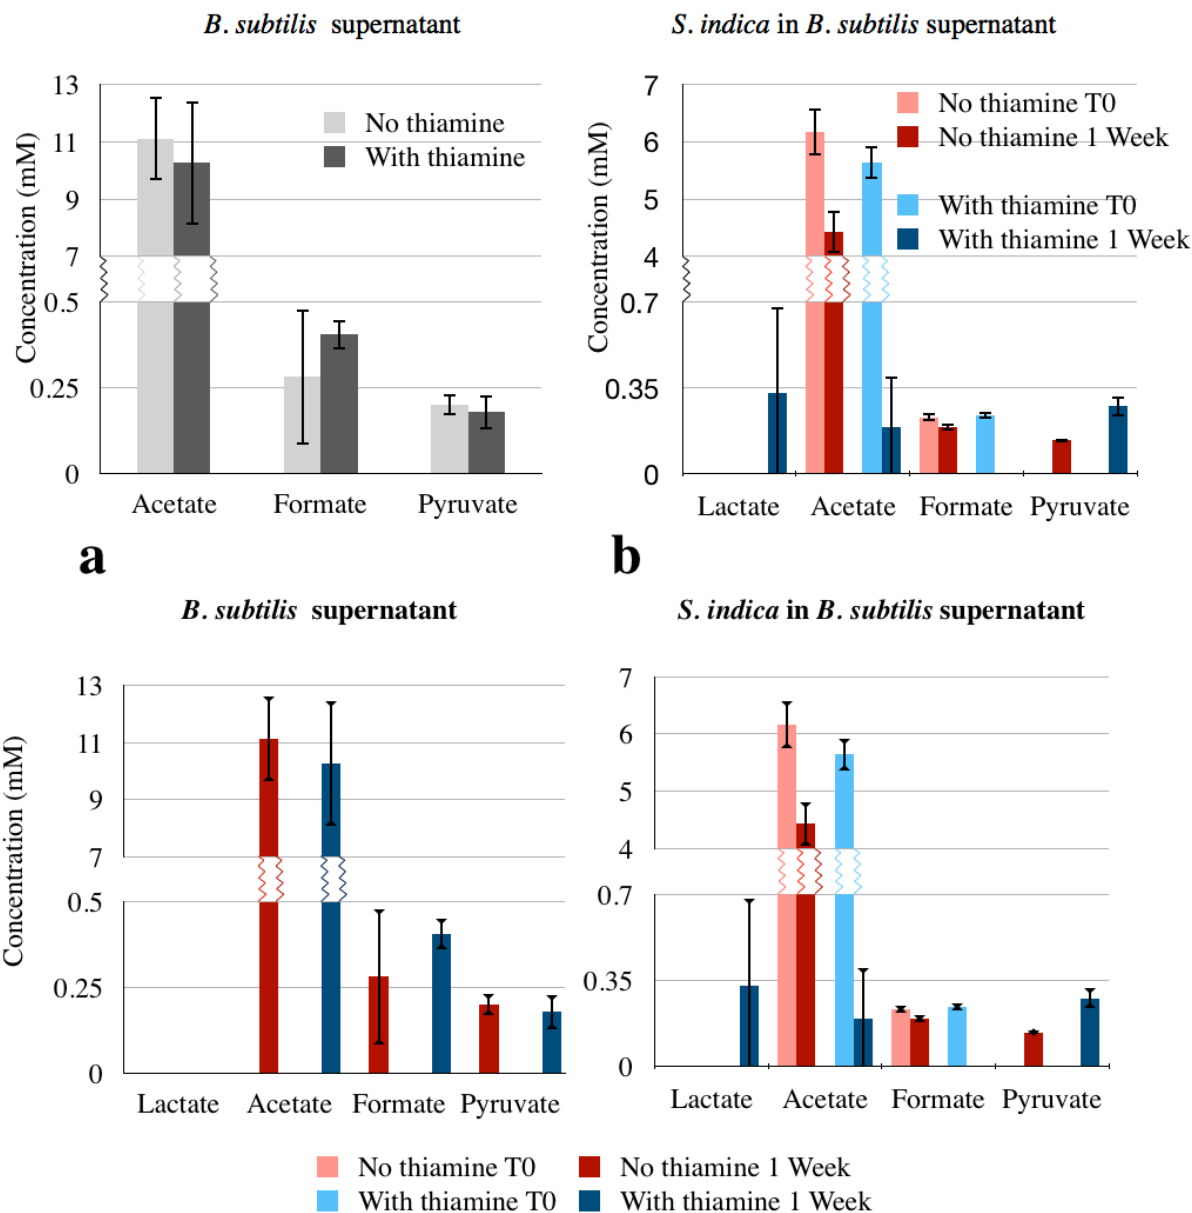 B. subtilis supernatant
13
11
9
7
0.5
0.25
0
Concentration (mM)
No thiamine
With thiamine
Acetate Formate Pyruvate
a
S. indica in B. subtilis supernatant
7
6
5
4
0.7
0.35
0
Concentration (mM)
No thiamine T0
No thiamine 1 Week
With thiamine T0
With thiamine 1 Week
Lactate Acetate Formate Pyruvate
b
B. subtilis supernatant
13
11
9
7
0.5
0.25
0
Concentration (mM)
Lactate Acetate Formate Pyruvate
S. indica in B. subtilis supernatant
7
6
5
4
0.7
0.35
0
Lactate Acetate Formate Pyruvate
No thiamine T0 No thiamine 1 Week
With thiamine T0 With thiamine 1 Week